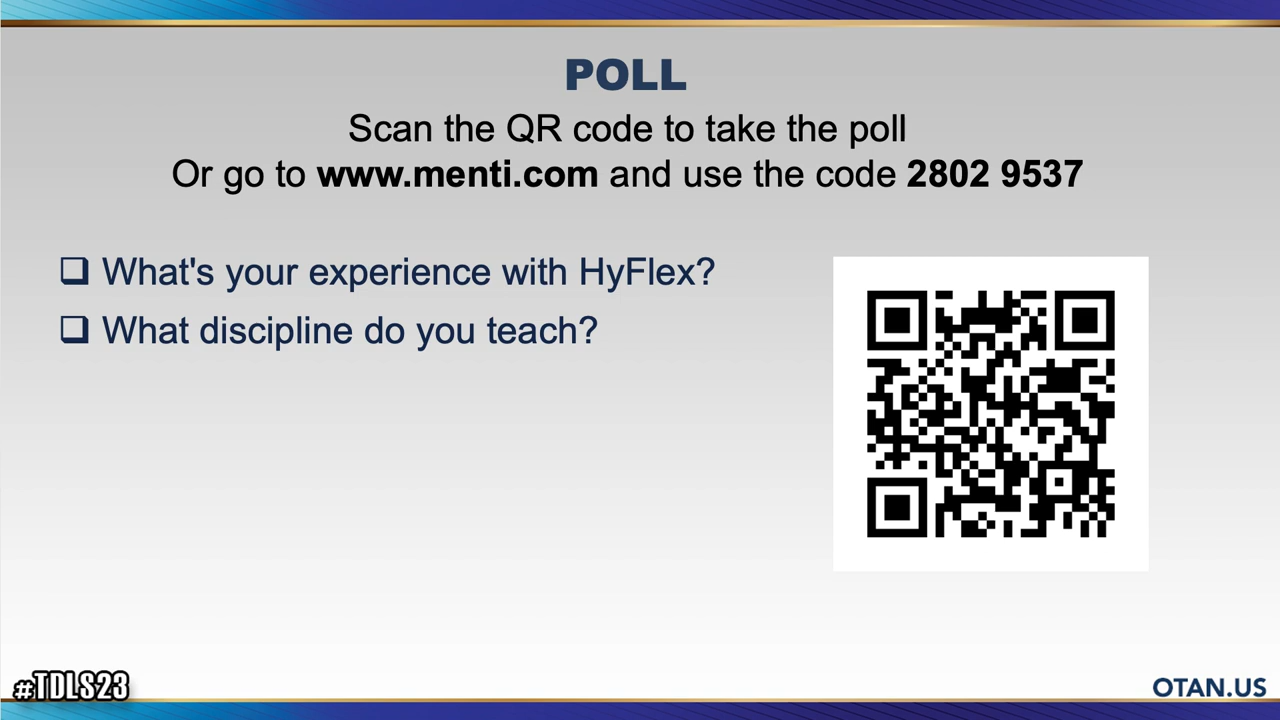 POLL
Scan the QR code to take the poll
Or go to www.menti.com and use the code 2802 9537
What's your experience with HyFlex?
What discipline do you teach?
#TDLS23
OTAN.US